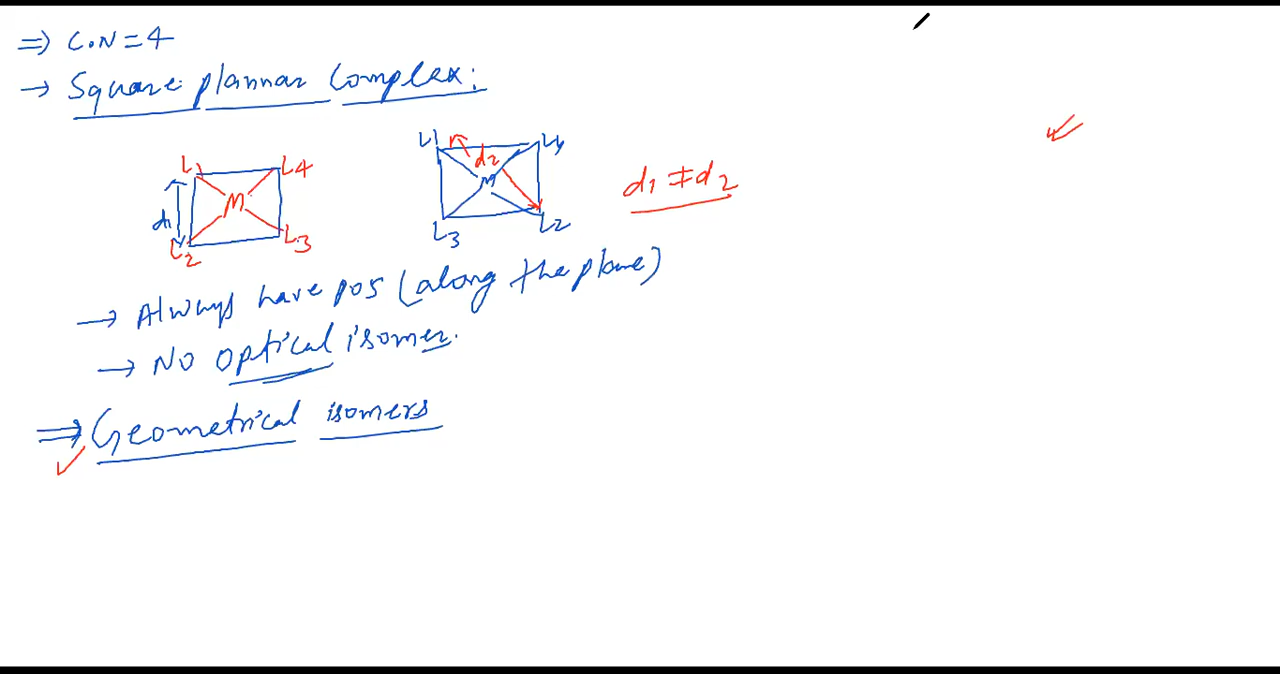 ⇒ C.N = 4
→ Square plannar Complex:
L1 L4 M d1 L2 L3
L1 L4 d2 M L3 L2
d1 ≠ d2
→ Always have pos (along the plane)
→ No optical isomer.
⇒ Geometrical isomers